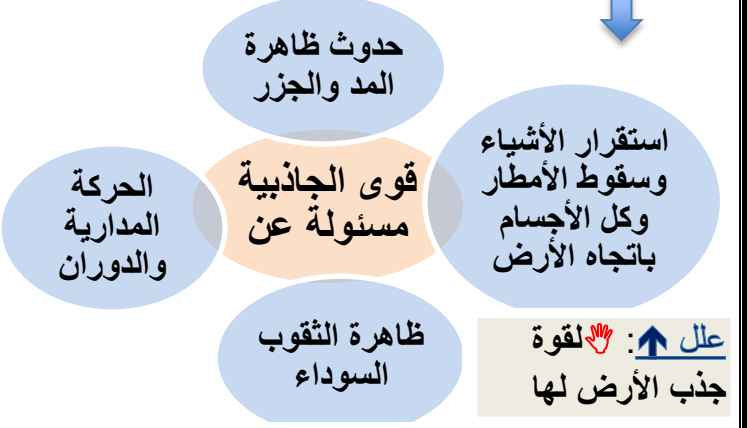 حدوث ظاهرة
المد والجزر
استقرار الأشياء
وسقوط الأمطار
وكل الأجسام
باتجاه الأرض
قوى الجاذبية
مسئولة عن
الحركة
المدارية
والدوران
ظاهرة الثقوب
السوداء
علل: لقوة
جذب الأرض لها